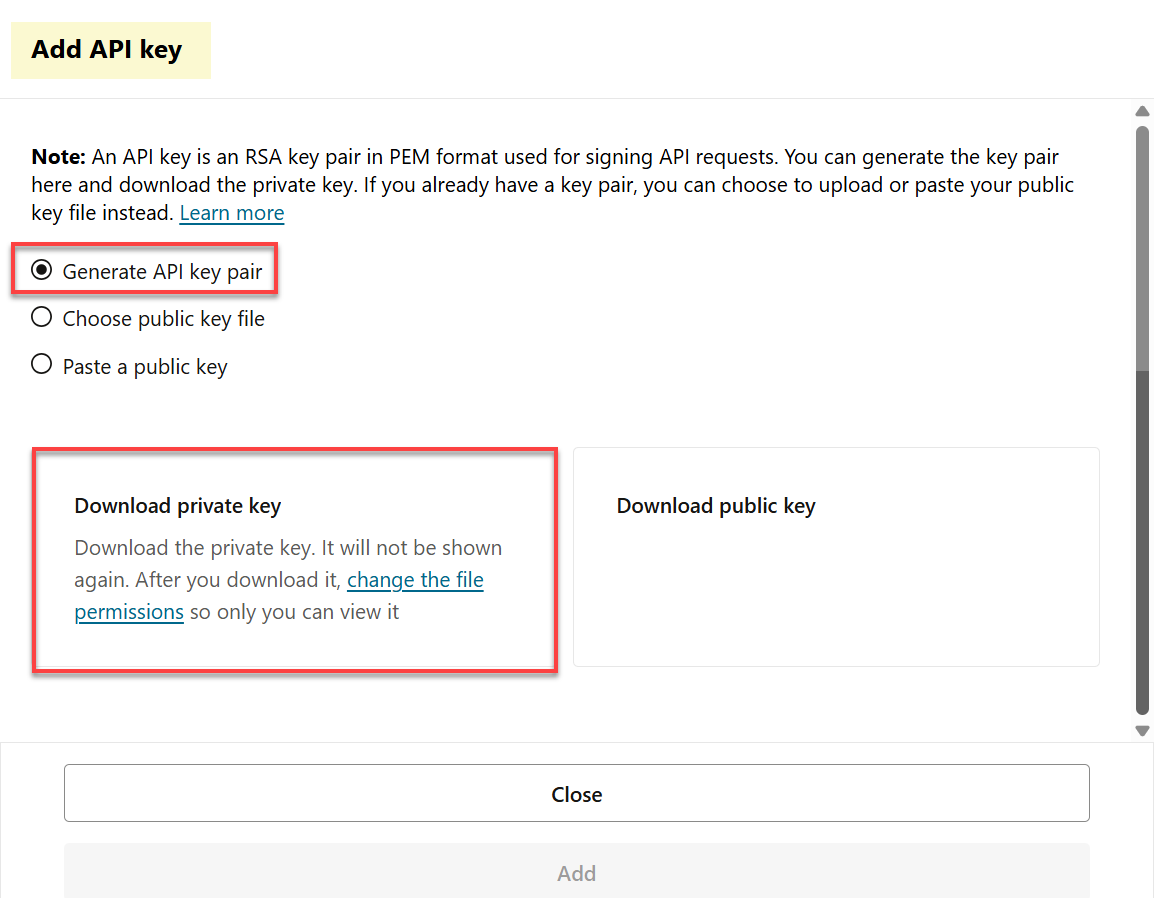 Add API key
Note: An API key is an RSA key pair in PEM format used for signing API requests. You can generate the key pair
here and download the private key. If you already have a key pair, you can choose to upload or paste your public
key file instead. Learn more
Generate API key pair
Choose public key file
Paste a public key
Download private key
Download the private key. It will not be shown
again. After you download it, change the file
permissions so only you can view it
Download public key
Close
Add